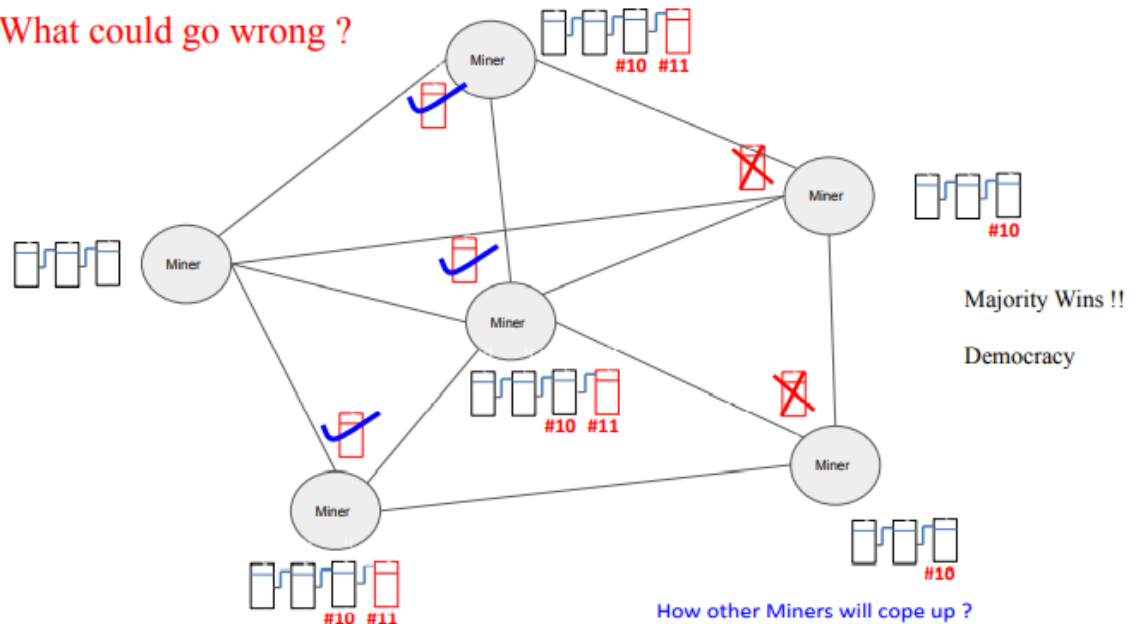 What could go wrong ?
Miner
#10 #11
Miner
#10
Miner
Majority Wins !!
Miner
Democracy
#10 #11
Miner
Miner
#10
#10 #11
How other Miners will cope up ?